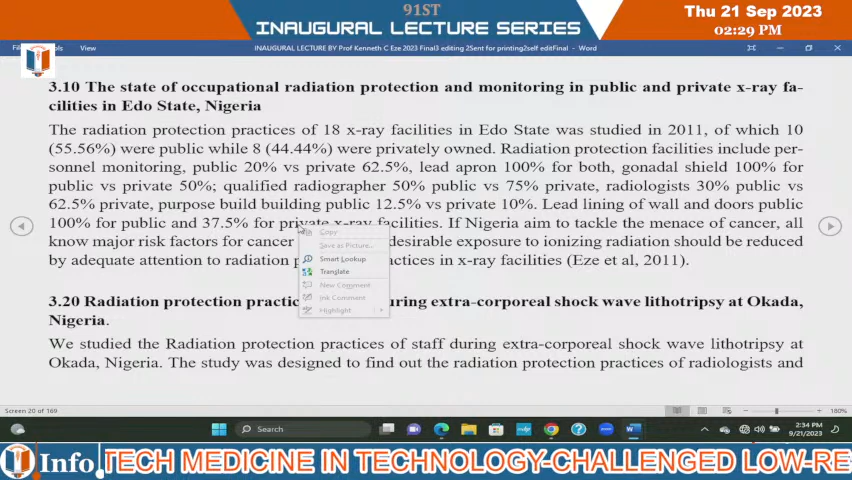 91ST
INAUGURAL LECTURE SERIES
Thu 21 Sep 2023
02:29 PM
View
INAUGURAL LECTURE BY Prof Kenneth C Eze 2023 Final3 editing 2Sent for printing2self editFinal - Word
3.10 The state of occupational radiation protection and monitoring in public and private x-ray fa-
cilities in Edo State, Nigeria
The radiation protection practices of 18 x-ray facilities in Edo State was studied in 2011, of which 10
(55.56%) were public while 8 (44.44%) were privately owned. Radiation protection facilities include per-
sonnel monitoring, public 20% vs private 62.5%, lead apron 100% for both, gonadal shield 100% for
public vs private 50%; qualified radiographer 50% public vs 75% private, radiologists 30% public vs
62.5% private, purpose build building public 12.5% vs private 10%. Lead lining of wall and doors public
100% for public and 37.5% for private x-ray facilities. If Nigeria aim to tackle the menace of cancer, all
know major risk factors for cancer desirable exposure to ionizing radiation should be reduced
by adequate attention to radiation p actices in x-ray facilities (Eze et al, 2011).
Copy
Save as Picture...
Smart Lookup
Translate
New Comment
Ink Comment
Highlight
3.20 Radiation protection practic during extra-corporeal shock wave lithotripsy at Okada,
Nigeria.
We studied the Radiation protection practices of staff during extra-corporeal shock wave lithotripsy at
Okada, Nigeria. The study was designed to find out the radiation protection practices of radiologists and
Screen 20 of 169
180%
Search
2:34 PM
9/21/2023
Info.
TECH MEDICINE IN TECHNOLOGY-CHALLENGED LOW-RE